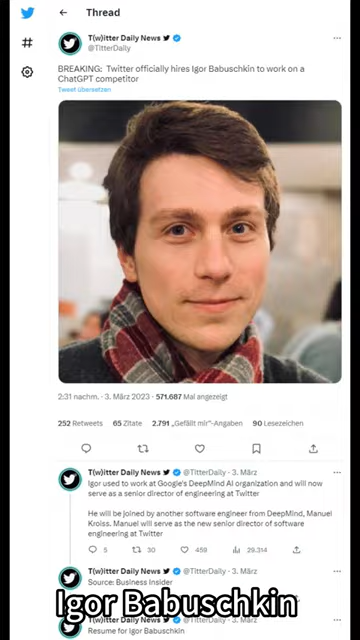 Thread
T(w)itter Daily News
@TitterDaily
BREAKING: Twitter officially hires Igor Babuschkin to work on a
ChatGPT competitor
Tweet übersetzen
2:31 nachm. · 3. März 2023 · 571.687 Mal angezeigt
252 Retweets 65 Zitate 2.791 „Gefällt mir“-Angaben 90 Lesezeichen
T(w)itter Daily News @TitterDaily · 3. März
Igor used to work at Google's DeepMind AI organization and will now
serve as a senior director of engineering at Twitter
He will be joined by another software engineer from DeepMind, Manuel
Kroiss. Manuel will serve as the new senior director of software
engineering at Twitter
5 30 459 29.314
T(w)itter Daily News @TitterDaily · 3. März
Source: Business Insider
Igor Babuschkin
T(w)itter Daily News @TitterDaily · 3. März
Resume for Igor Babuschkin